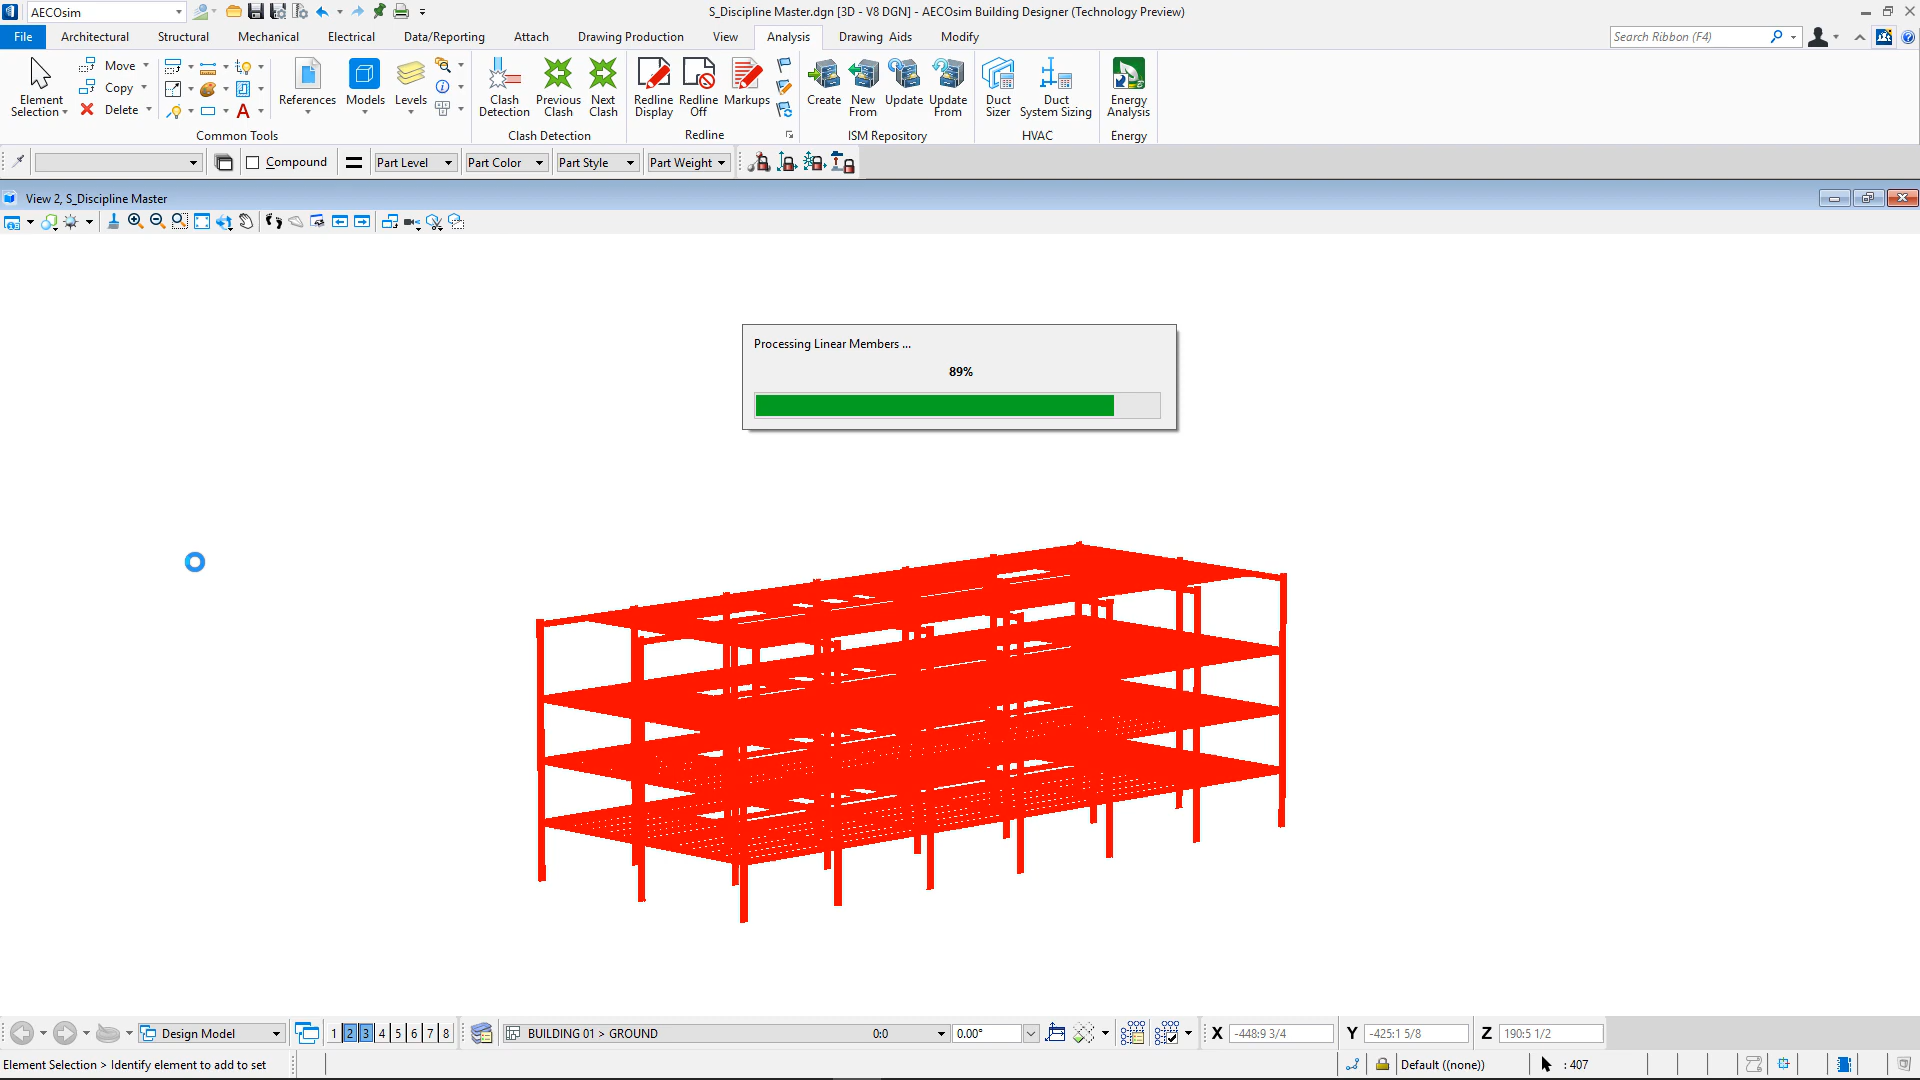 AECOsim
S_Discipline Master.dgn [3D - V8 DGN] - AECOsim Building Designer (Technology Preview)
File Architectural Structural Mechanical Electrical Data/Reporting Attach Drawing Production View Analysis Drawing Aids Modify
Search Ribbon (F4)
Element Selection
Move
Copy
Delete
References
Models
Levels
Clash Detection
Previous Clash
Next Clash
Redline Display
Redline Off
Markups
Create
New From
Update
Update From
Duct Sizer
Duct System Sizing
Energy Analysis
Common Tools
Clash Detection
Redline
ISM Repository
HVAC
Energy
Compound
Part Level
Part Color
Part Style
Part Weight
View 2, S_Discipline Master
Processing Linear Members ...
89%
Design Model
1 2 3 4 5 6 7 8
BUILDING 01 > GROUND 0:0
0.00°
X -448:9 3/4
Y -425:1 5/8
Z 190:5 1/2
Element Selection > Identify element to add to set
Default ((none))
: 407